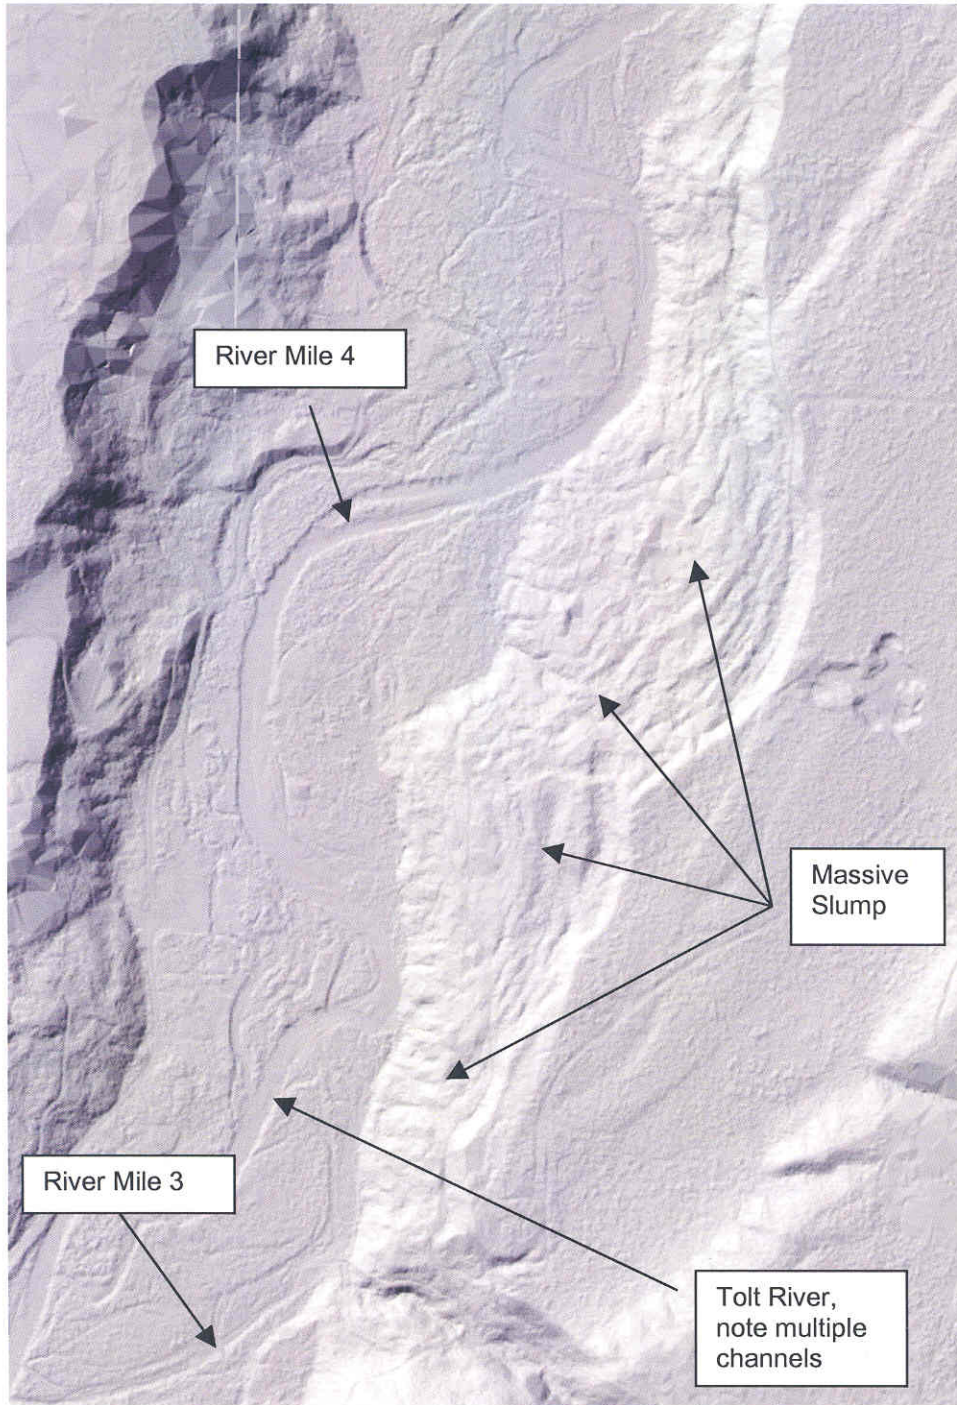 River Mile 4
Massive
Slump
River Mile 3
Tolt River,
note multiple
channels